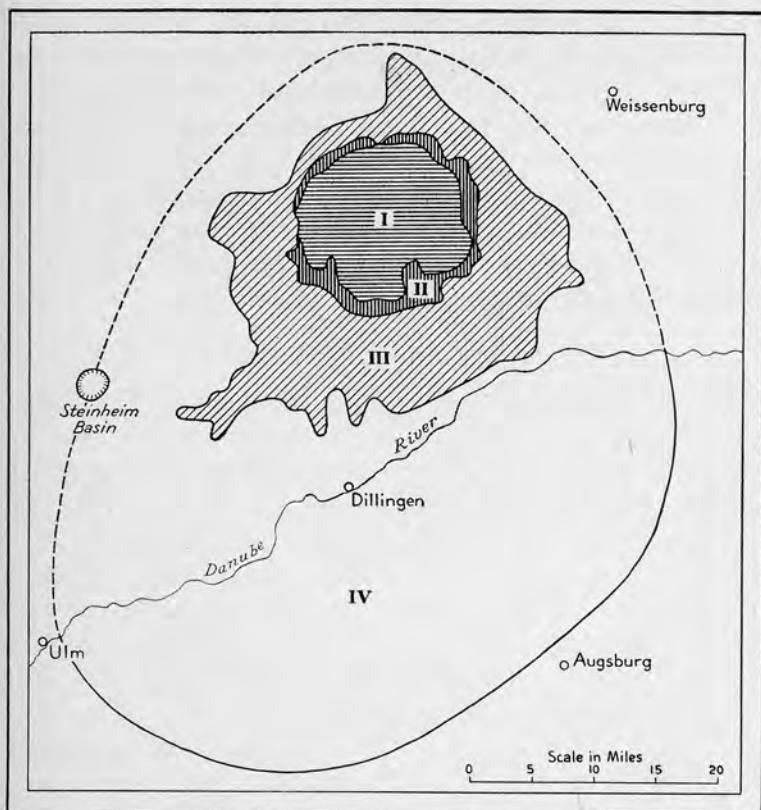 Weissenburg
I
II
III
Steinheim
Basin
River
Dillingen
Danube
IV
Ulm
Augsburg
Scale in Miles
0 5 10 15 20